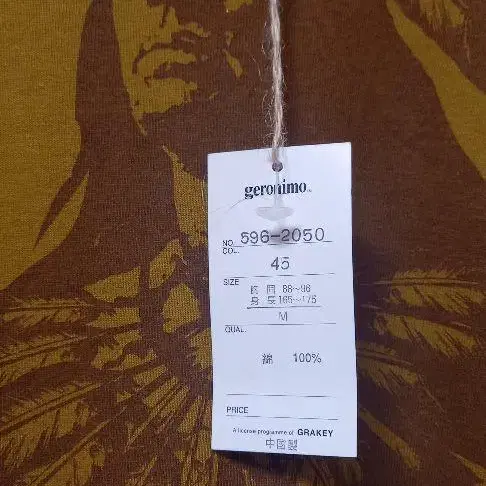 geronimo™
NO. 596-2050
COL. 45
SIZE 胸囲 88~96
身長 165~175
M
QUAL.
綿 100%
PRICE
A license programme of GRAKEY
中国製